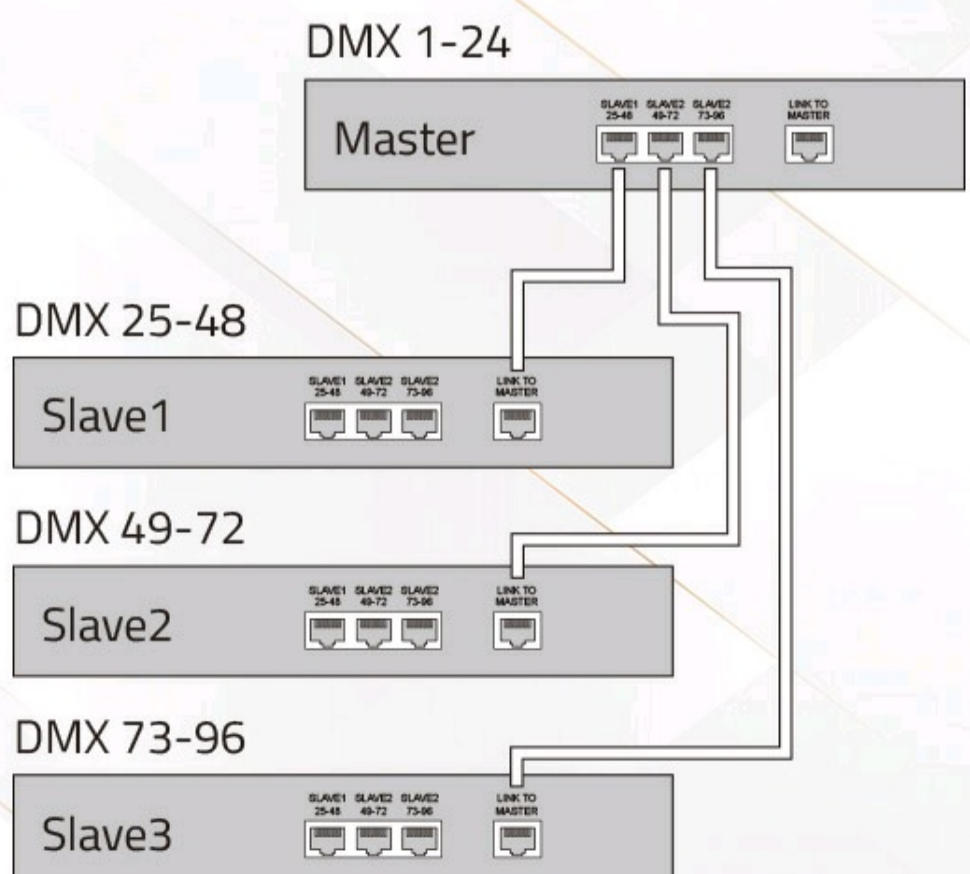 DMX 1-24
SLAVE1 SLAVE2 SLAVE2 LINK TO
25-48 49-72 73-96 MASTER
Master
DMX 25-48
SLAVE1 SLAVE2 SLAVE2 LINK TO
25-48 49-72 73-96 MASTER
Slave1
DMX 49-72
SLAVE1 SLAVE2 SLAVE2 LINK TO
25-48 49-72 73-96 MASTER
Slave2
DMX 73-96
SLAVE1 SLAVE2 SLAVE2 LINK TO
25-48 49-72 73-96 MASTER
Slave3